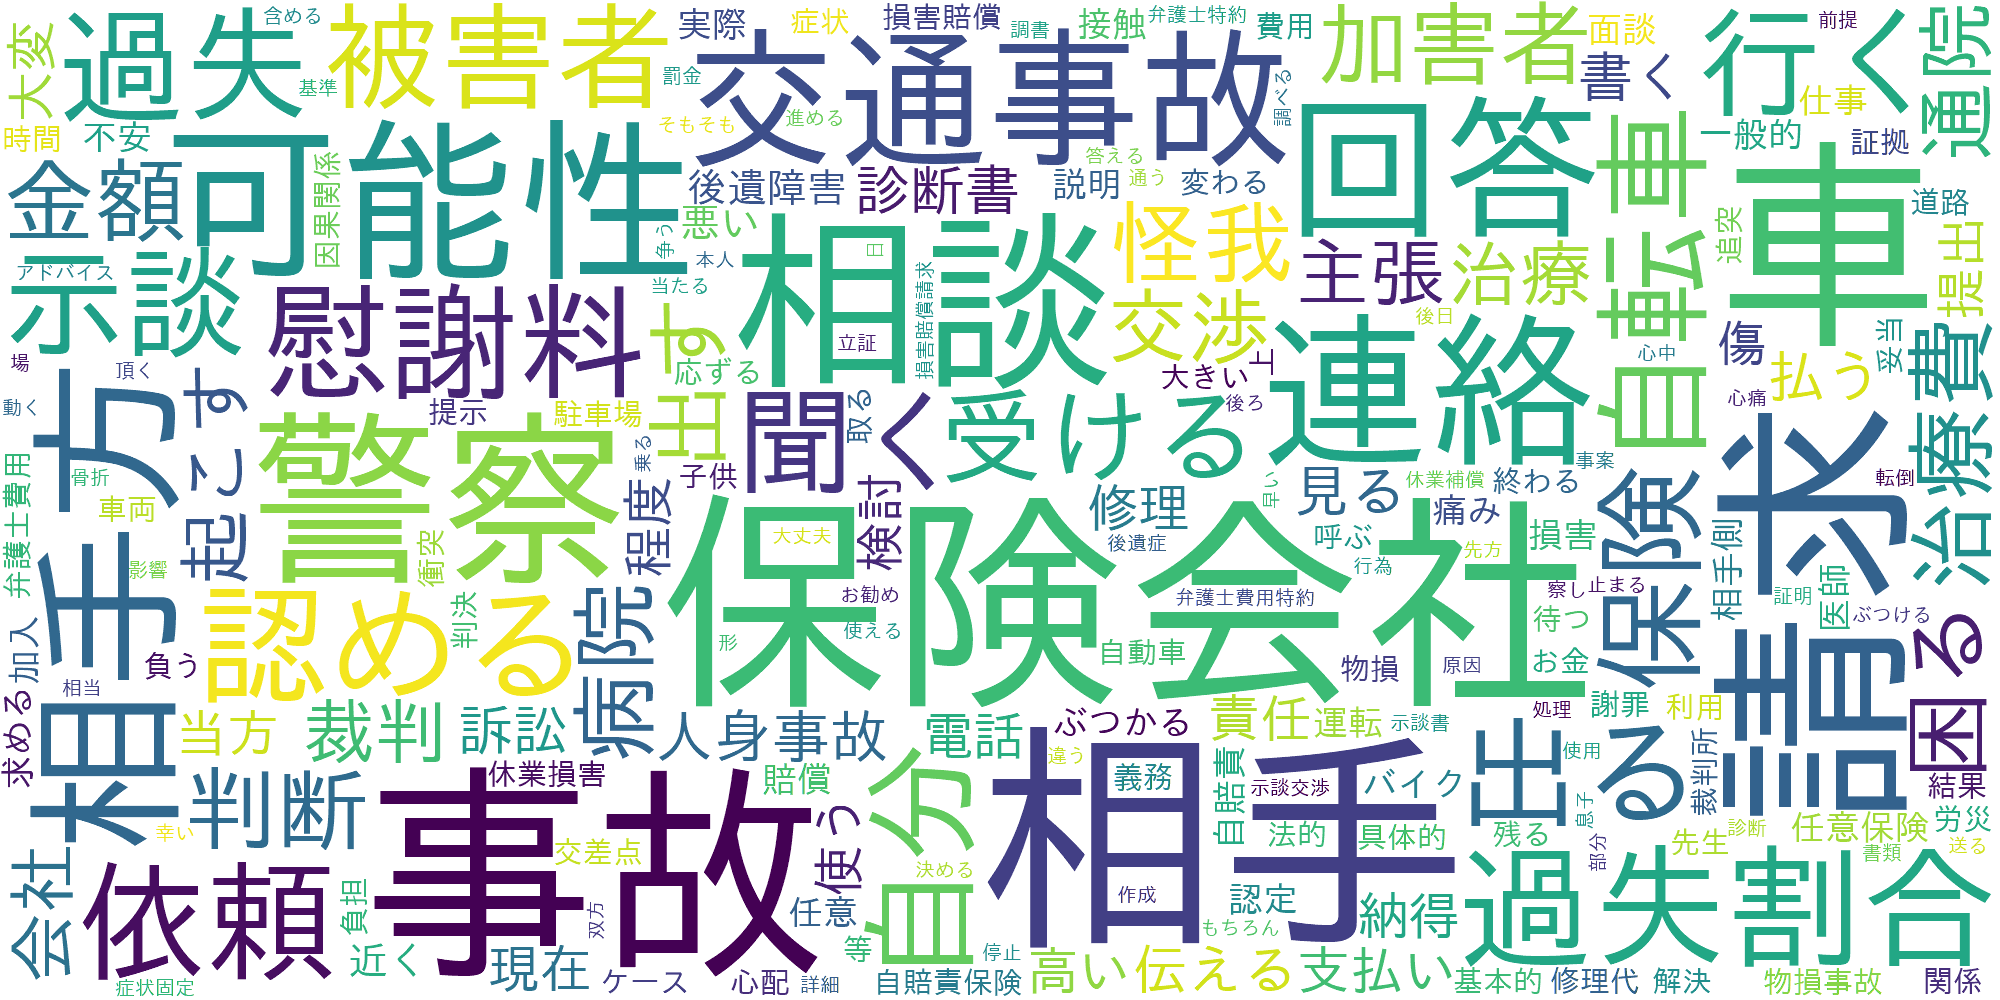 過失
被害者
交通事故
加害者
行く
大変
実際
症状
損害賠償
調書
接触
弁護士特約
費用
面談
前提
通院
含める
基準
罰金
そもそも
進める
調べる
書く
仕事
時間
不安
可能性
回答
自転車
一般的
証拠
車
金額
因果関係
後遺障害
診断書
答える
説明
通う
変わる
道路
悪い
争う
本人
日
相談
怪我
主張
治療
追突
提出
示談
アドバイス
慰謝料
す
当たる
損害賠償請求
交渉
連絡
後日
傷
妥当
治療費
場
頂く
起こす
応ずる
立証
大きい
上
心中
払う
心痛
動く
相手方
提示
駐車場
出
取る
聞く
受ける
後ろ
請求
警察
乗る
子供
検討
休業補償
早い
終わる
事案
転倒
弁護士費用
骨折
車両
影響
衝突
程度
保険会社
大丈夫
後遺症
修理
見る
痛み
呼ぶ
先方
損害
保険
相手側
行為
察し
止まる
医師
証明
ぶつける
認める
判決
病院
お勧め
使える
弁護士費用特約
待つ
困る
加入
負う
形
自動車
物損
原因
お金
求める
相当
当方
裁判
訴訟
人身事故
電話
ぶつかる
責任
運転
示談書
処理
謝罪
利用
任
る
使用
裁判所
結果
判断
休業損害
賠償
自分
違う
義務
自賠責
示談交渉
バイク
相手
事故
幸い
交差点
使う
決める
法的
具体的
残る
息子
部分
先生
診断
任意保険
労災
書類
送る
会社
依頼
負担
双方
任意
作成
認定
納得
過失割合
症状固定
近く
現在
ケース
心配
詳細
等
自賠責保険
停止
もちろん
高い
伝える
支払い
基本的
修理代
解決
物損事故
関係